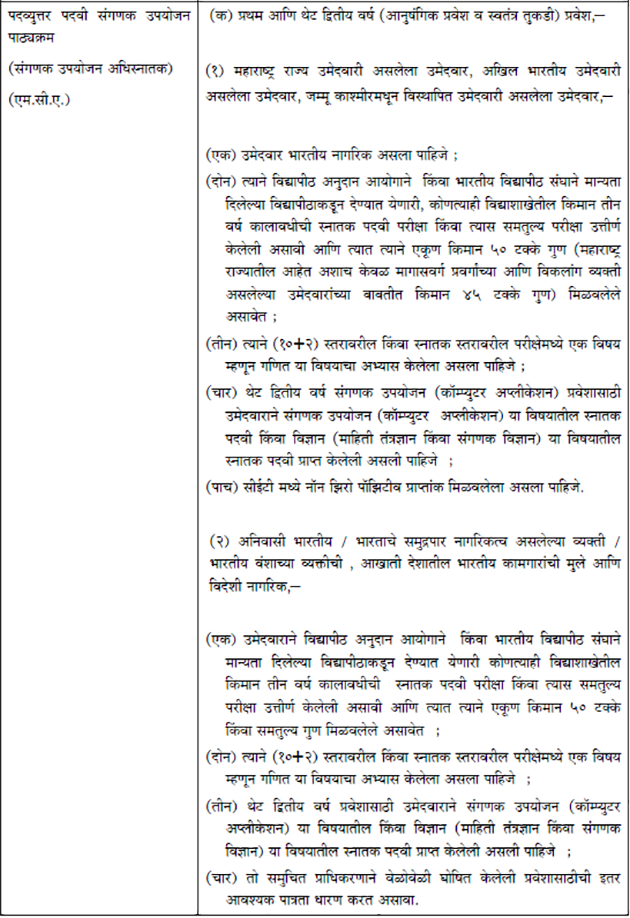 पदव्युत्तर पदवी संगणक उपयोजन
पाठ्यक्रम
(संगणक उपयोजन अधिस्नातक)
(एम.सी.ए.)
(क) प्रथम आणि थेट द्वितीय वर्ष (आनुषंगिक प्रवेश व स्वतंत्र तुकडी) प्रवेश,–
(१) महाराष्ट्र राज्य उमेदवारी असलेला उमेदवार, अखिल भारतीय उमेदवारी
असलेला उमेदवार, जम्मू काश्मीरमधून विस्थापित उमेदवारी असलेला उमेदवार,–
(एक) उमेदवार भारतीय नागरिक असला पाहिजे ;
(दोन) त्याने विद्यापीठ अनुदान आयोगाने किंवा भारतीय विद्यापीठ संघाने मान्यता
दिलेल्या विद्यापीठाकडून देण्यात येणारी, कोणत्याही विद्याशाखेतील किमान तीन
वर्ष कालावधीची स्नातक पदवी परीक्षा किंवा त्यास समतुल्य परीक्षा उत्तीर्ण
केलेली असावी आणि त्यात त्याने एकूण किमान ५० टक्के गुण (महाराष्ट्र
राज्यातील आहेत अशाच केवळ मागासवर्ग प्रवर्गाच्या आणि विकलांग व्यक्ती
असलेल्या उमेदवारांच्या बाबतीत किमान ४५ टक्के गुण) मिळवलेले
असावेत ;
(तीन) त्याने (१०+२) स्तरावरील किंवा स्नातक स्तरावरील परीक्षेमध्ये एक विषय
म्हणून गणित या विषयाचा अभ्यास केलेला असला पाहिजे ;
(चार) थेट द्वितीय वर्ष संगणक उपयोजन (कॉम्प्युटर अप्लीकेशन) प्रवेशासाठी
उमेदवाराने संगणक उपयोजन (कॉम्प्युटर अप्लीकेशन) या विषयातील स्नातक
पदवी किंवा विज्ञान (माहिती तंत्रज्ञान किंवा संगणक विज्ञान) या विषयातील
स्नातक पदवी प्राप्त केलेली असली पाहिजे ;
(पाच) सीईटी मध्ये नॉन झिरो पॉझिटीव प्राप्तांक मिळवलेला असला पाहिजे.
(२) अनिवासी भारतीय / भारताचे समुद्रपार नागरिकत्व असलेल्या व्यक्ती /
भारतीय वंशाच्या व्यक्तीची , आखाती देशातील भारतीय कामगारांची मुले आणि
विदेशी नागरिक,–
(एक) उमेदवाराने विद्यापीठ अनुदान आयोगाने किंवा भारतीय विद्यापीठ संघाने
मान्यता दिलेल्या विद्यापीठाकडून देण्यात येणारी कोणत्याही विद्याशाखेतील
किमान तीन वर्ष कालावधीची स्नातक पदवी परीक्षा किंवा त्यास समतुल्य
परीक्षा उत्तीर्ण केलेली असावी आणि त्यात त्याने एकूण किमान ५० टक्के
किंवा समतुल्य गुण मिळवलेले असावेत ;
(दोन) त्याने (१०+२) स्तरावरील किंवा स्नातक स्तरावरील परीक्षेमध्ये एक विषय
म्हणून गणित या विषयाचा अभ्यास केलेला असला पाहिजे ;
(तीन) थेट द्वितीय वर्ष प्रवेशासाठी उमेदवाराने संगणक उपयोजन (कॉम्प्युटर
अप्लीकेशन) या विषयातील किंवा विज्ञान (माहिती तंत्रज्ञान किंवा संगणक
विज्ञान) या विषयातील स्नातक पदवी प्राप्त केलेली असली पाहिजे ;
(चार) तो समुचित प्राधिकरणाने वेळोवेळी घोषित केलेली प्रवेशासाठीची इतर
आवश्यक पात्रता धारण करत असावा.